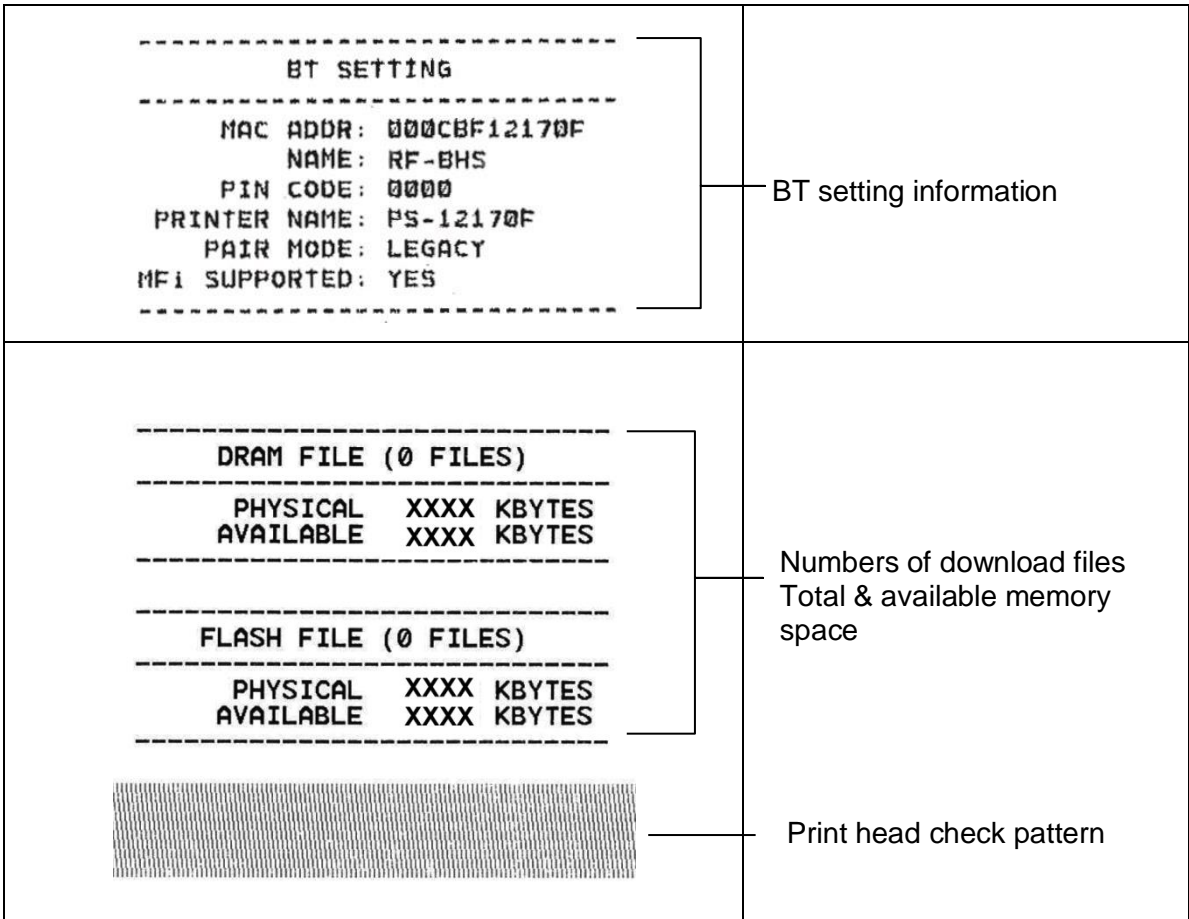 BT SETTING
MAC ADDR: 000CBF12170F
NAME: RF-BHS
PIN CODE: 0000
PRINTER NAME: PS-12170F
PAIR MODE: LEGACY
MFi SUPPORTED: YES
BT setting information
DRAM FILE (0 FILES)
PHYSICAL XXXX KBYTES
AVAILABLE XXXX KBYTES
FLASH FILE (0 FILES)
PHYSICAL XXXX KBYTES
AVAILABLE XXXX KBYTES
Numbers of download files
Total & available memory
space
Print head check pattern